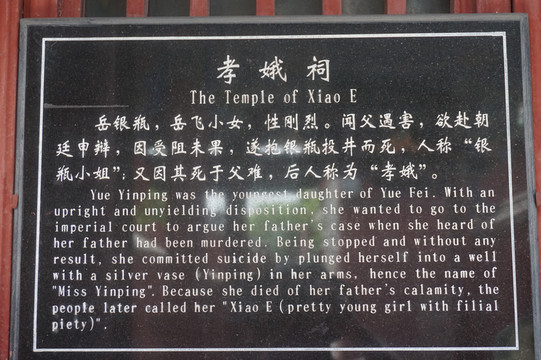 孝娥祠
The Temple of Xiao E
岳银瓶，岳飞小女，性刚烈。闻父遇害，欲赴朝
廷申辩，因受阻未果，遂抱银瓶投井而死，人称“银
瓶小姐”；又因其死于父难，后人称为“孝娥”。
Yue Yinping was the youngest daughter of Yue Fei. With an
upright and unyielding disposition, she wanted to go to the
imperial court to argue her father's case when she heard of
her father had been murdered. Being stopped and without any
result, she committed suicide by plunged herself into a well
with a silver vase (Yinping) in her arms, hence the name of
"Miss Yinping". Because she died of her father's calamity, the
people later called her "Xiao E (pretty young girl with filial
piety)".